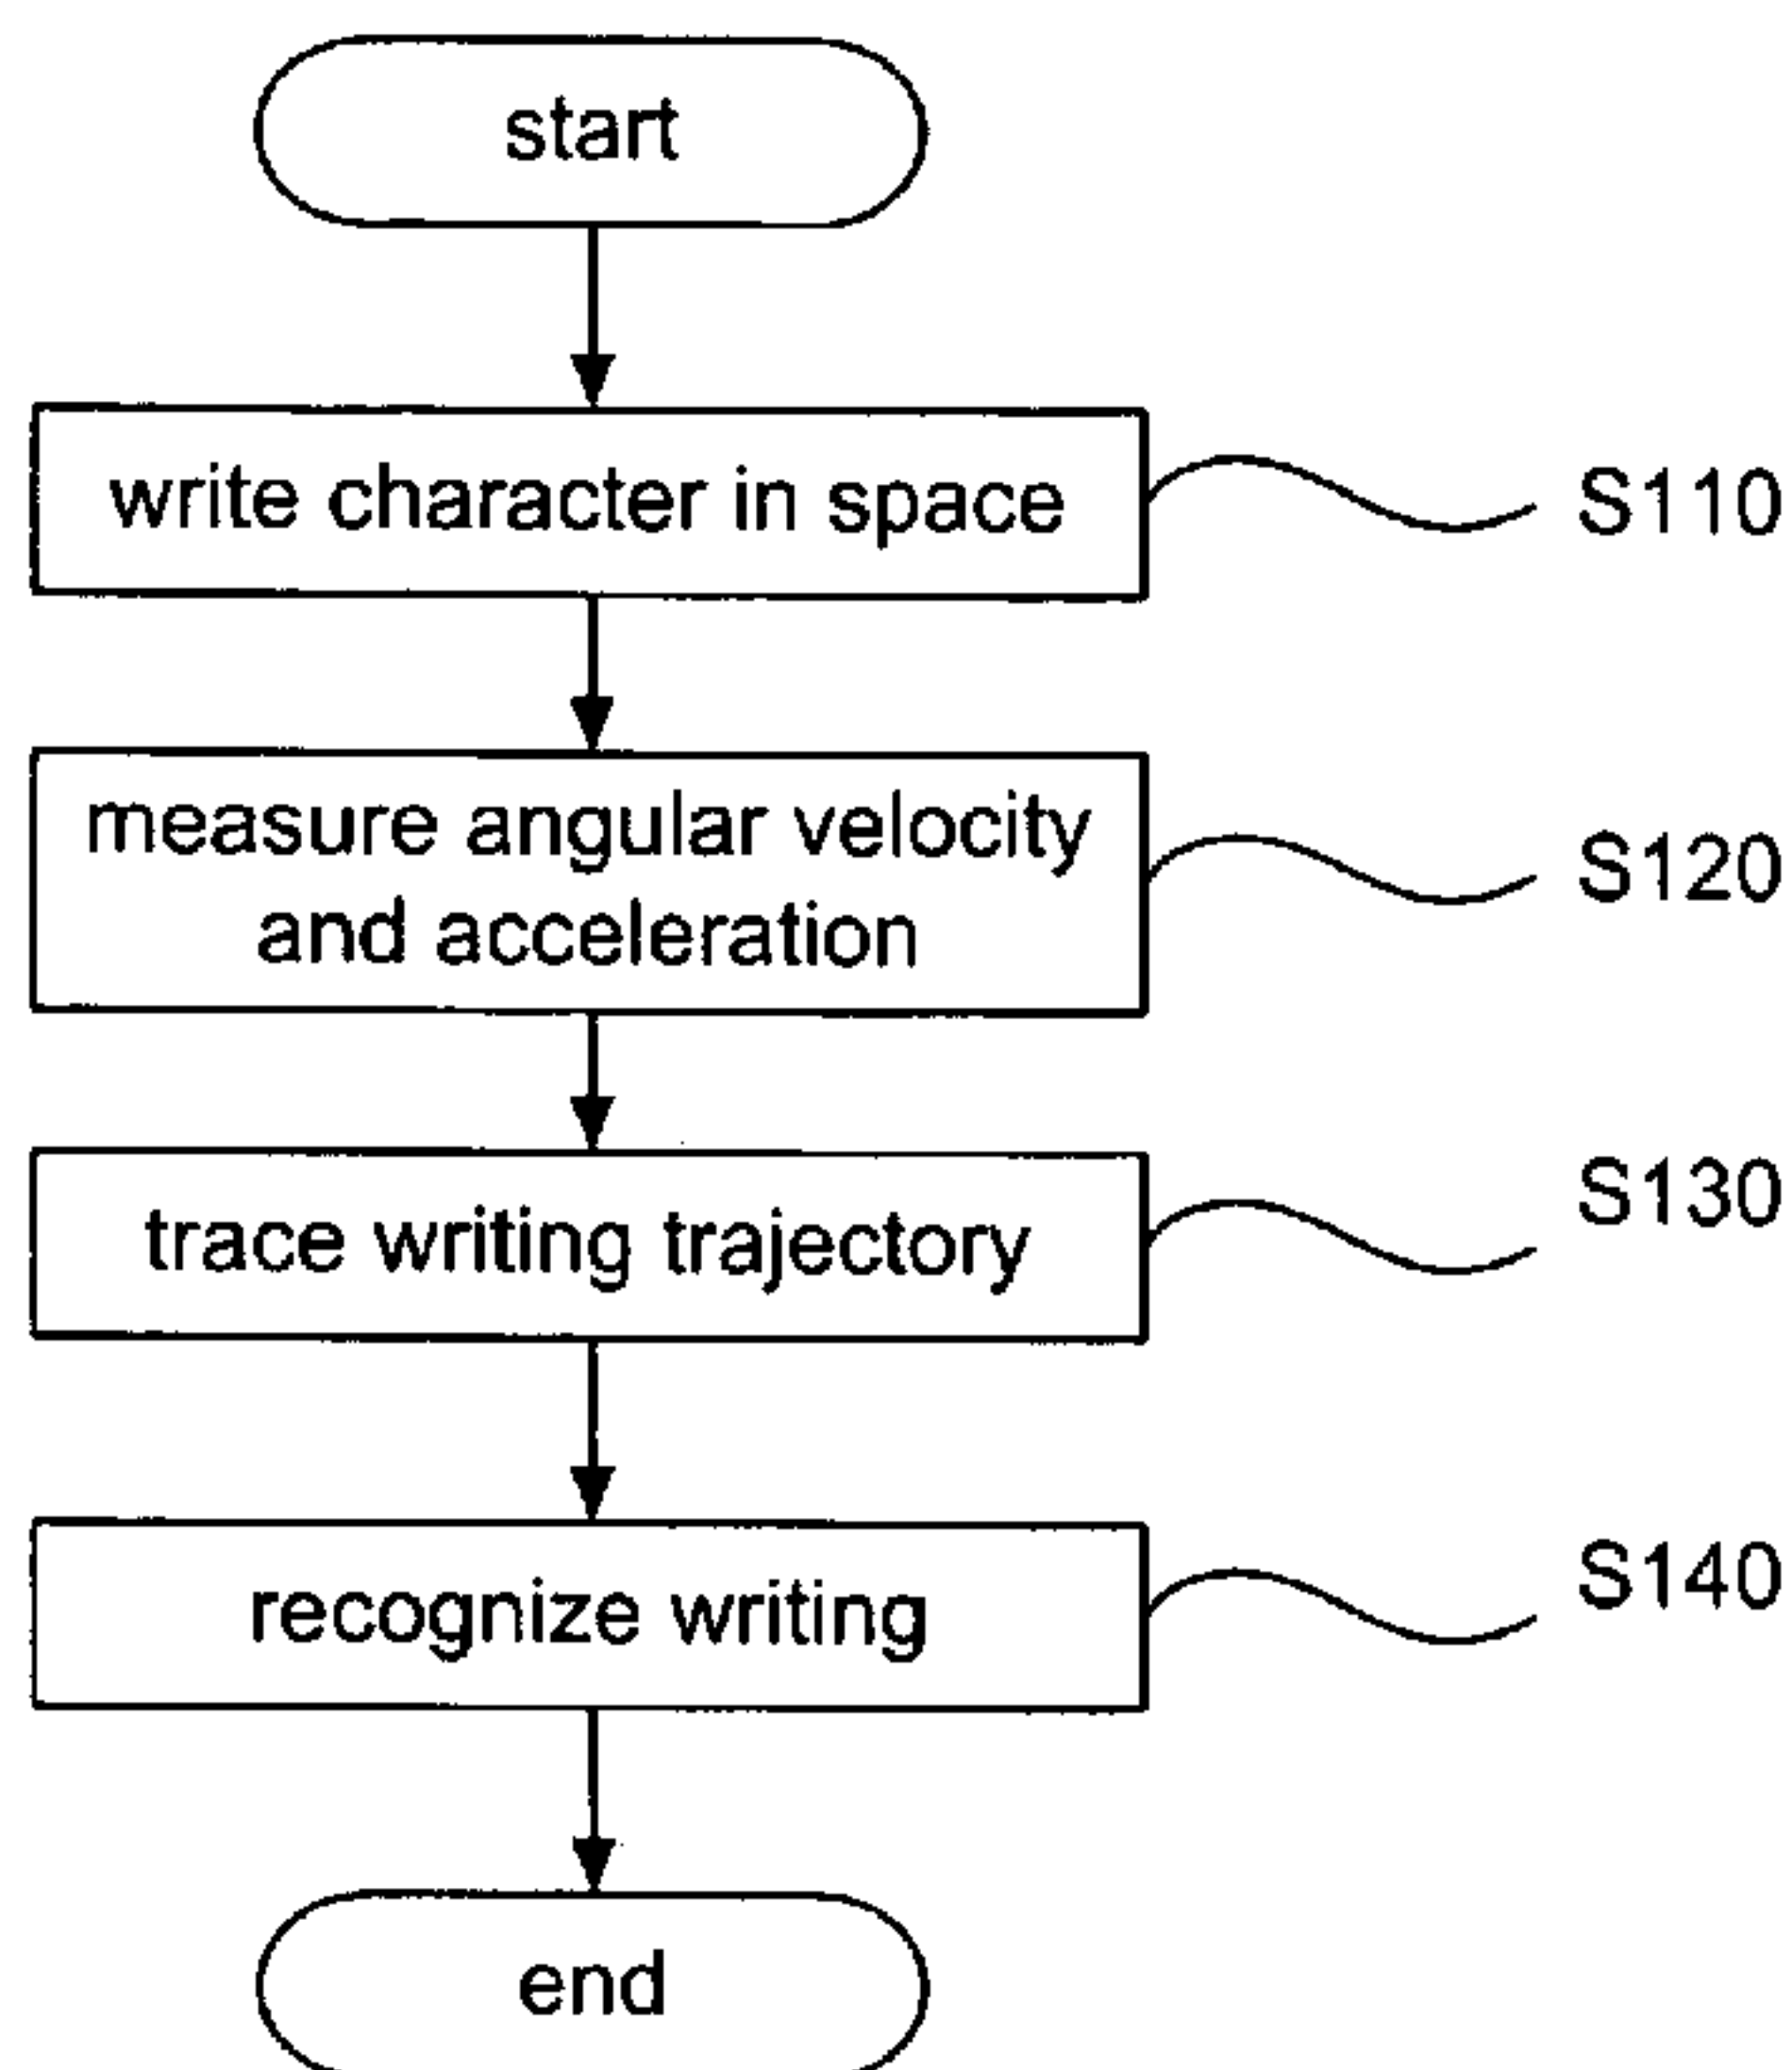 start
write character in space
S110
measure angular velocity
and acceleration
S120
trace writing trajectory
S130
recognize writing
S140
end